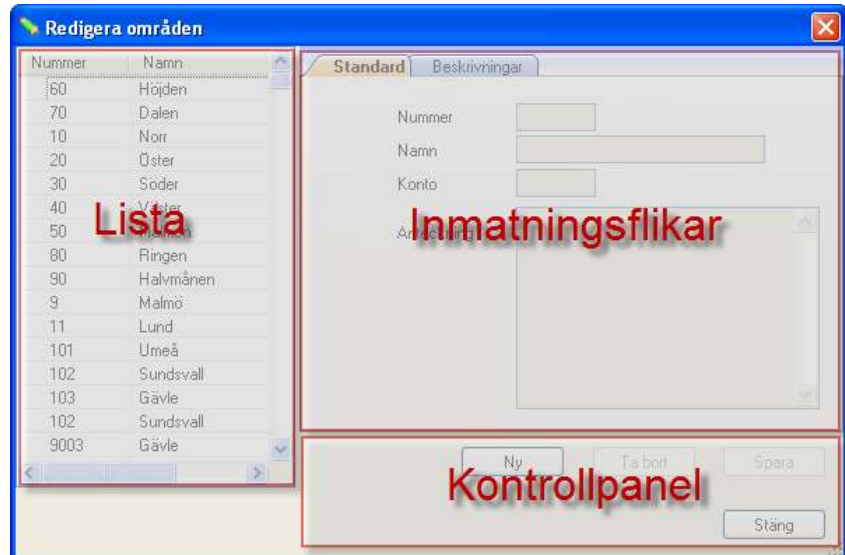 Redigera områden
Nummer Namn
60 Höjden
70 Dalen
10 Norr
20 Öster
30 Söder
40 Väster
50
80 Ringen
90 Halvmånen
9 Malmö
11 Lund
101 Umeå
102 Sundsvall
103 Gävle
102 Sundsvall
9003 Gävle
Lista
Standard Beskrivningar
Nummer
Namn
Konto
Anteckning
Inmatningsflikar
Ny Ta bort Spara
Kontrollpanel
Stäng